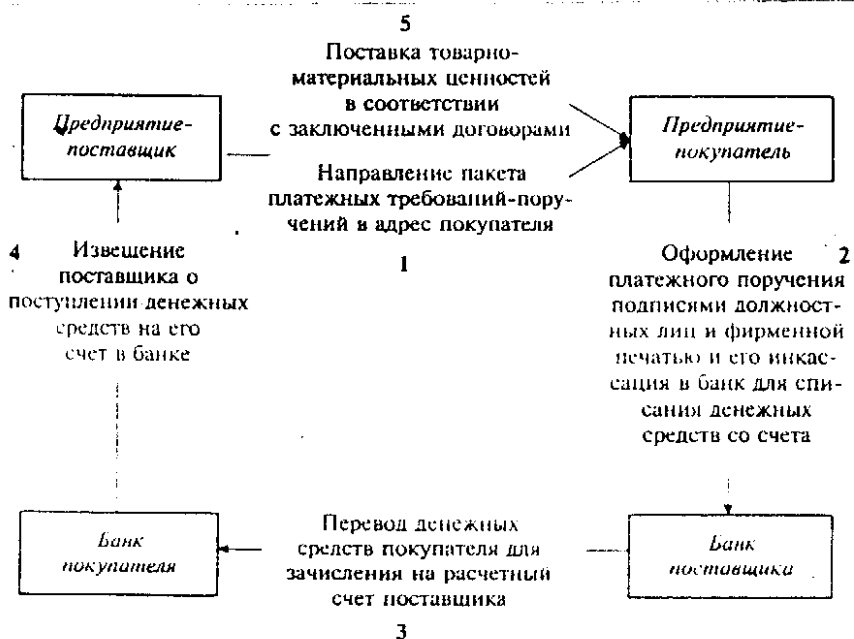 5
Поставка товарно-
материальных ценностей
в соответствии
с заключенными договорами
Предприятие-
поставщик
Предприятие-
покупатель
Направление пакета
платежных требований-пору-
чений в адрес покупателя
1
4
Извещение
поставщика о
поступлении денежных
средств на его
счет в банке
Оформление
2
платежного поручения
подписями должност-
ных лиц и фирменной
печатью и его инкас-
сация в банк для спи-
сания денежных
средств со счета
Банк
покупателя
Перевод денежных
средств покупателя для
зачисления на расчетный
счет поставщика
Банк
поставщика
3